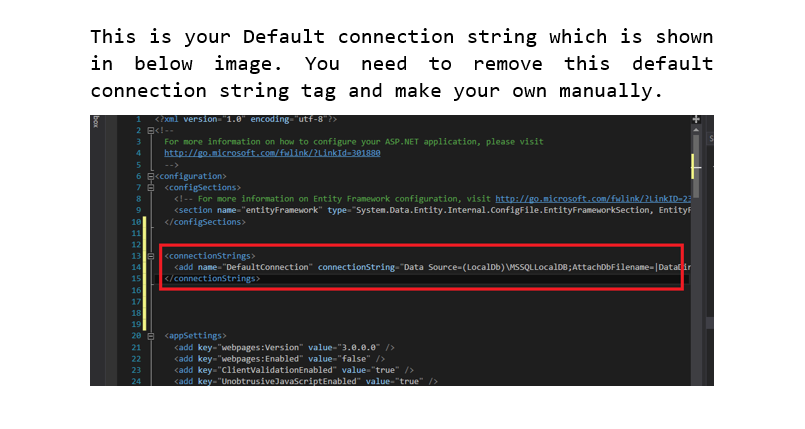 This is your Default connection string which is shown
in below image. You need to remove this default
connection string tag and make your own manually.
1 <?xml version="1.0" encoding="utf-8"?>
2 <!--
3 For more information on how to configure your ASP.NET application, please visit
4 http://go.microsoft.com/fwlink/?LinkId=301880
5 -->
6 <configuration>
7 <configSections>
8 <!-- For more information on Entity Framework configuration, visit http://go.microsoft.com/fwlink/?LinkID=23
9 <section name="entityFramework" type="System.Data.Entity.Internal.ConfigFile.EntityFrameworkSection, EntityF
10 </configSections>
11
12
13 <connectionStrings>
14 <add name="DefaultConnection" connectionString="Data Source=(LocalDb)\MSSQLLocalDB;AttachDbFilename=|DataDir
15 </connectionStrings>
16
17
18
19
20 <appSettings>
21 <add key="webpages:Version" value="3.0.0.0" />
22 <add key="webpages:Enabled" value="false" />
23 <add key="ClientValidationEnabled" value="true" />
24 <add key="UnobtrusiveJavaScriptEnabled" value="true" />